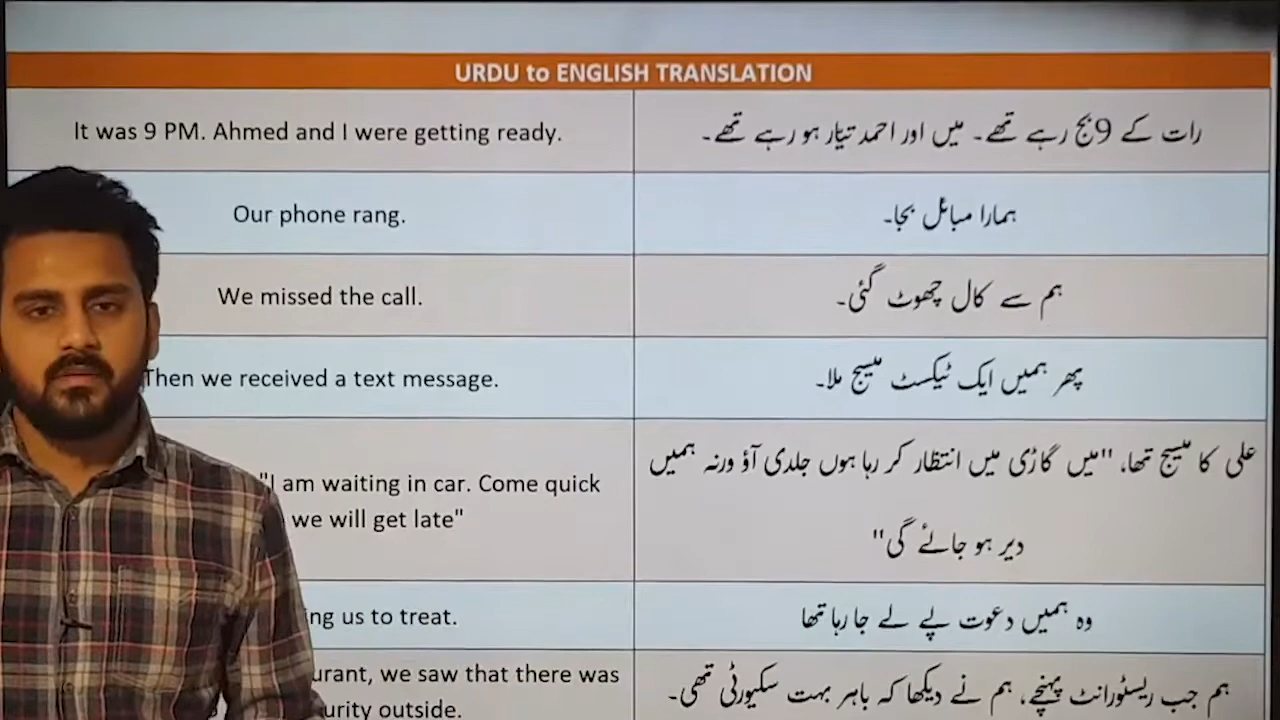 URDU to ENGLISH TRANSLATION
It was 9 PM. Ahmed and I were getting ready.
رات کے 9 بج رہے تھے۔ میں اور احمد تیار ہو رہے تھے۔
Our phone rang.
ہمارا مبائل بجا۔
We missed the call.
ہم سے کال چھوٹ گئی۔
Then we received a text message.
پھر ہمیں ایک ٹیکسٹ میسج ملا۔
"I am waiting in car. Come quick
we will get late"
علی کا میسج تھا، "میں گاڑی میں انتظار کر رہا ہوں جلدی آؤ ورنہ ہمیں
دیر ہو جائے گی"
us to treat.
وہ ہمیں دعوت پے لے جا رہا تھا
we saw that there was
outside.
ہم جب ریسٹورانٹ پہنچے، ہم نے دیکھا کہ باہر بہت سکیورٹی تھی۔